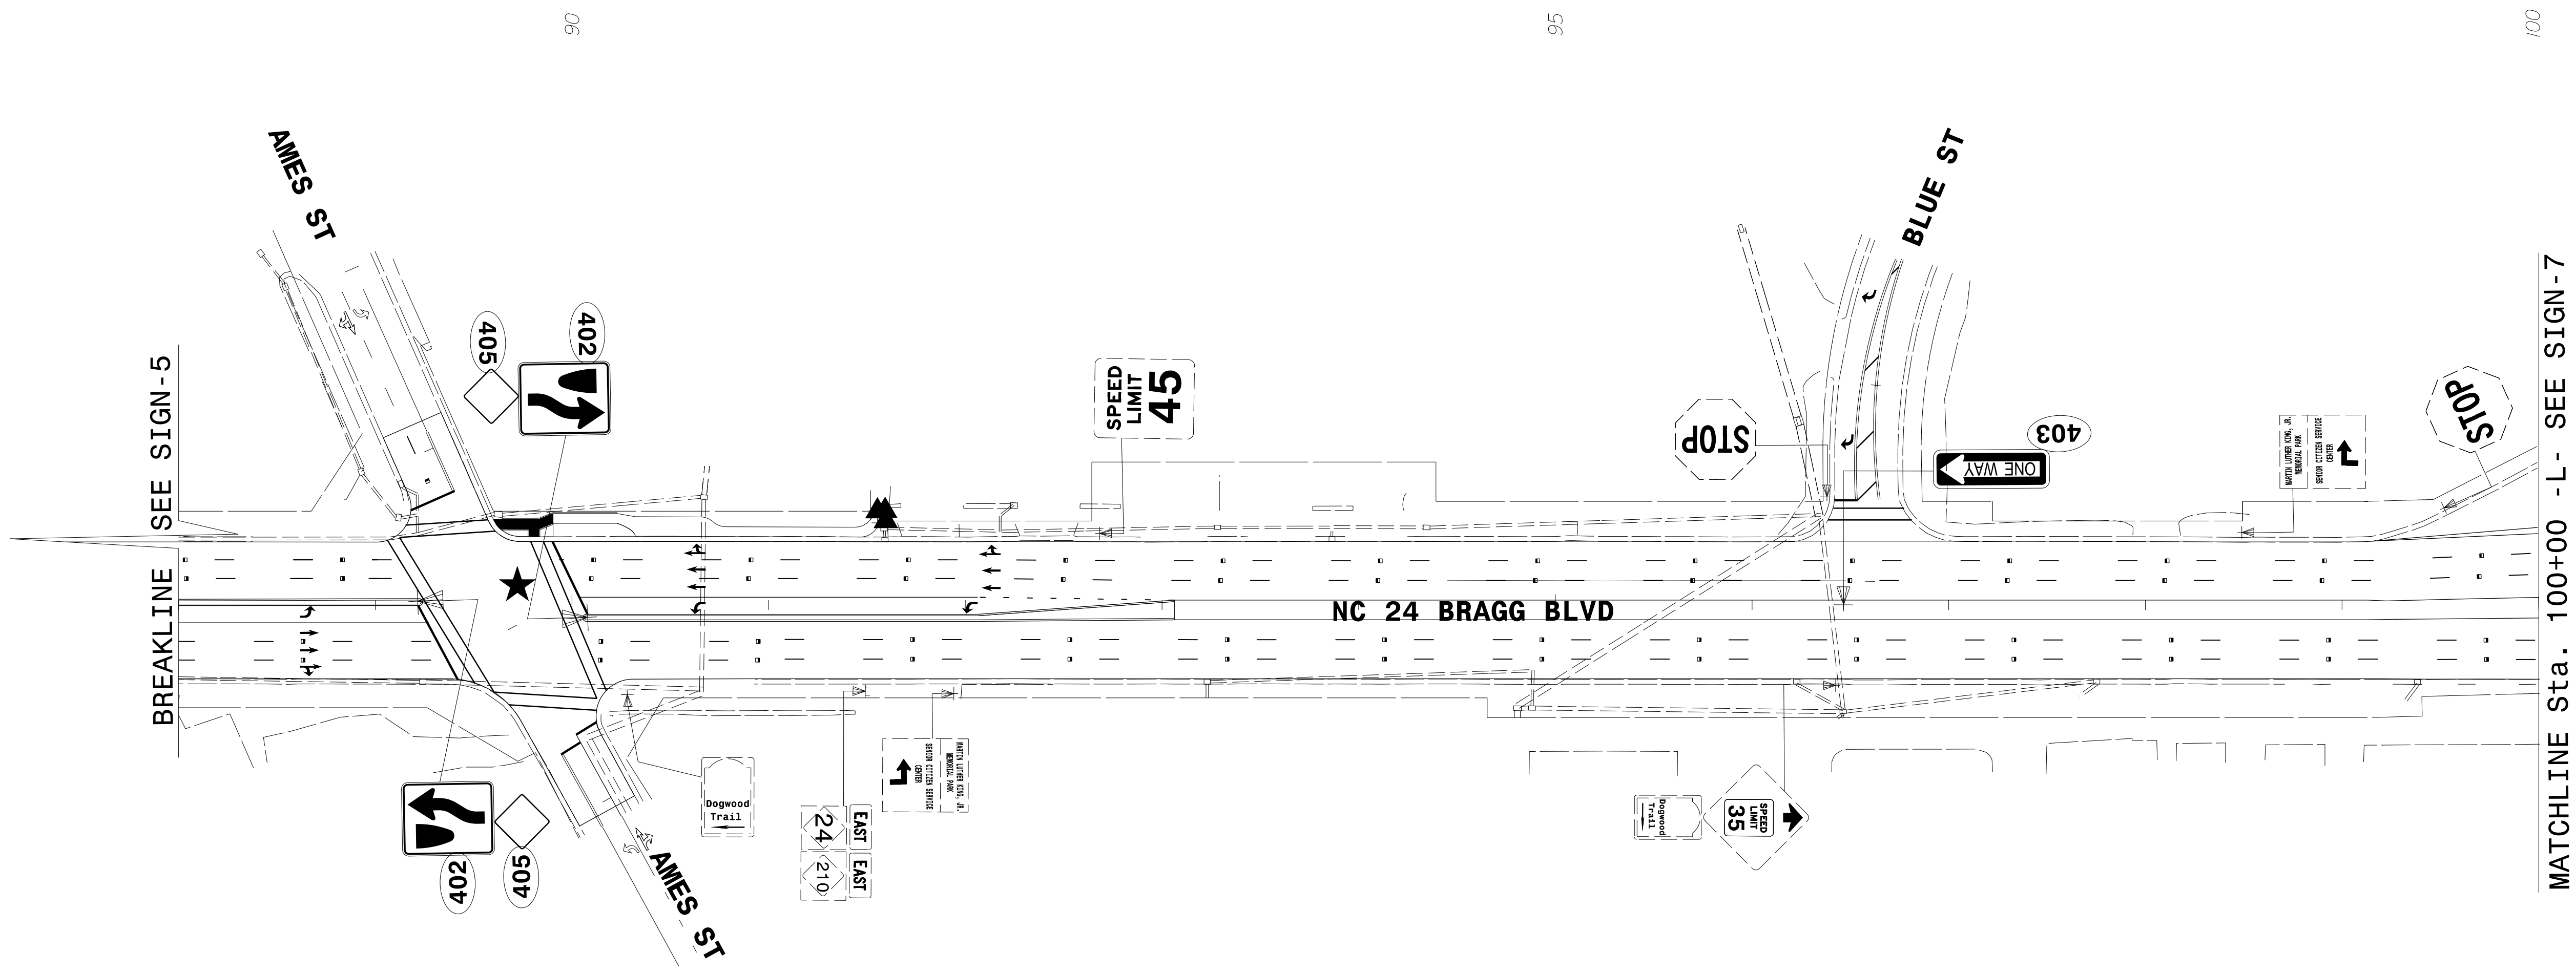 90
95
100
AMES ST
BLUE ST
BREAKLINE SEE SIGN-5
405
402
SPEED
LIMIT
45
STOP
ONE WAY
403
MARTIN LUTHER KING, JR.
MEMORIAL PARK
SENIOR CITIZEN SERVICE
CENTER
STOP
MATCHLINE Sta. 100+00 -L- SEE SIGN-7
NC 24 BRAGG BLVD
402
405
AMES ST
Dogwood
Trail
EAST
24
EAST
210
MARTIN LUTHER KING, JR.
MEMORIAL PARK
SENIOR CITIZEN SERVICE
CENTER
Dogwood
Trail
SPEED
LIMIT
35